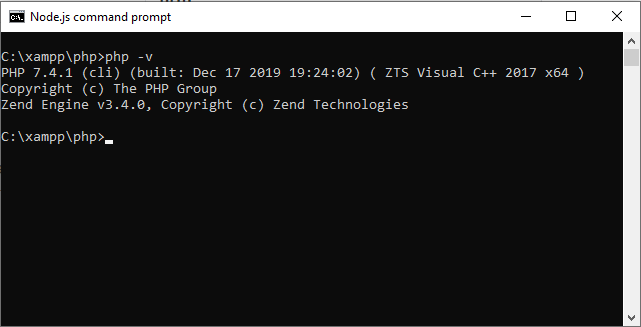 Node.js command prompt
C:\xampp\php>php -v
PHP 7.4.1 (cli) (built: Dec 17 2019 19:24:02) ( ZTS Visual C++ 2017 x64 )
Copyright (c) The PHP Group
Zend Engine v3.4.0, Copyright (c) Zend Technologies
C:\xampp\php>